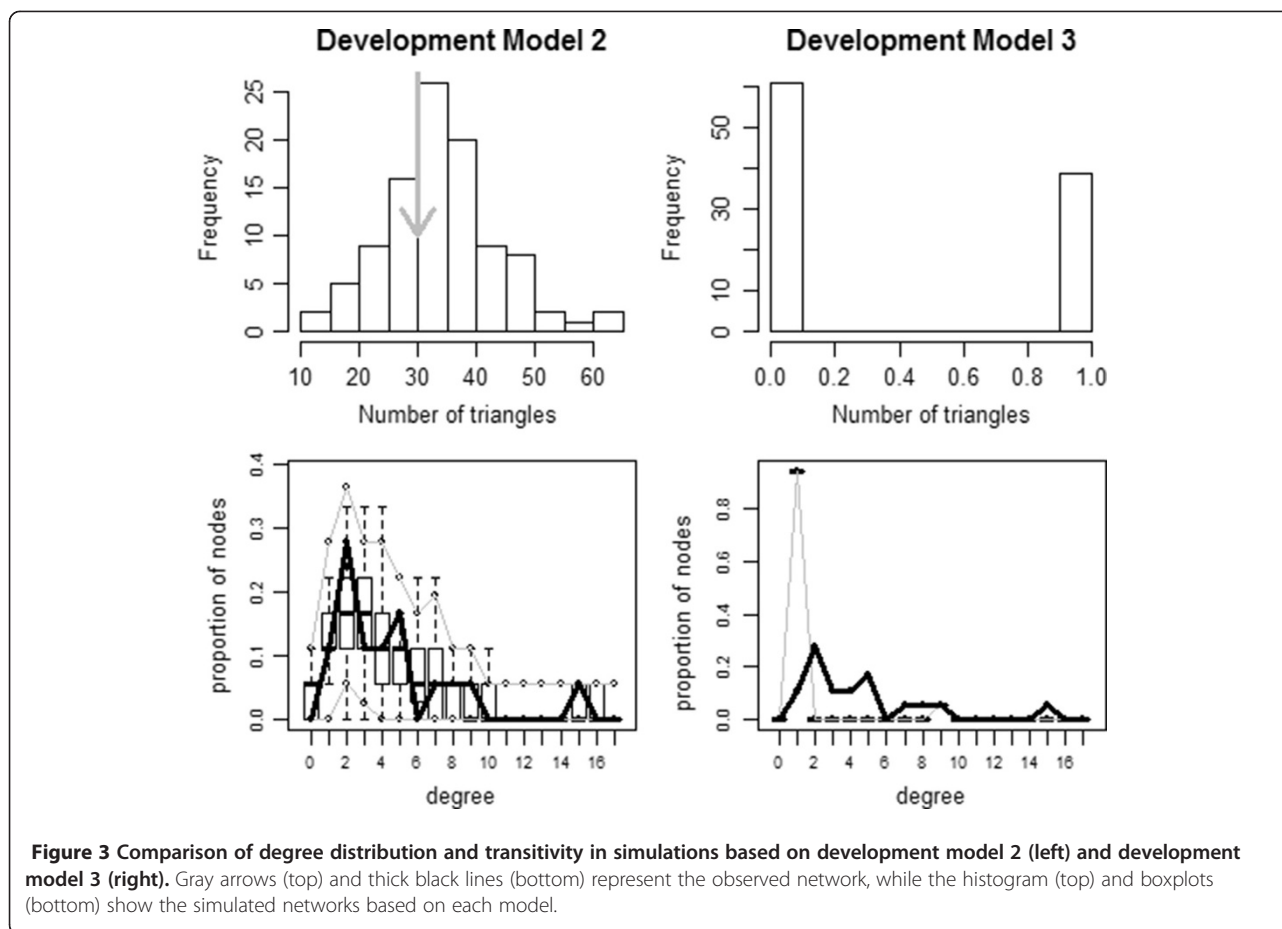 Development Model 2
Frequency
0 5 10 15 20 25
10 20 30 40 50 60
Number of triangles
Development Model 3
Frequency
0 10 30 50
0.0 0.2 0.4 0.6 0.8 1.0
Number of triangles
proportion of nodes
0.0 0.1 0.2 0.3 0.4
0 2 4 6 8 10 12 14 16
degree
proportion of nodes
0.0 0.2 0.4 0.6 0.8
0 2 4 6 8 10 12 14 16
degree
Figure 3 Comparison of degree distribution and transitivity in simulations based on development model 2 (left) and development
model 3 (right). Gray arrows (top) and thick black lines (bottom) represent the observed network, while the histogram (top) and boxplots
(bottom) show the simulated networks based on each model.